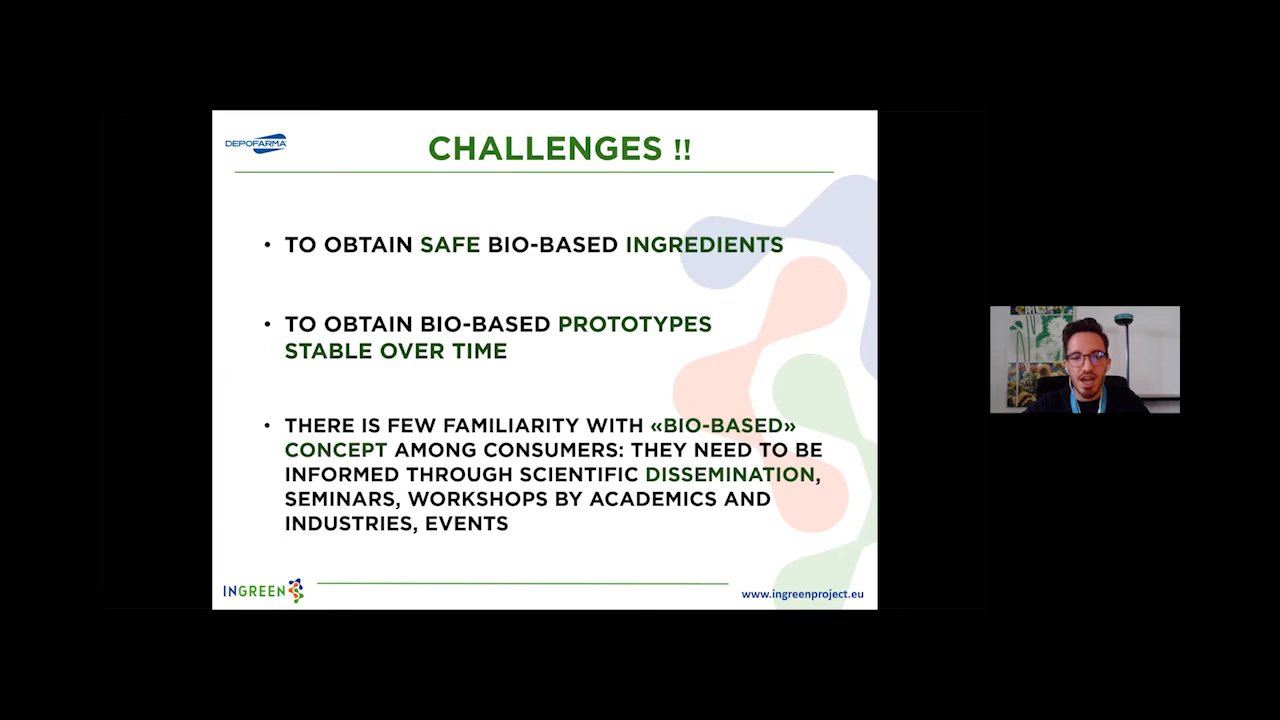 DEPOFARMA
CHALLENGES !!
• TO OBTAIN SAFE BIO-BASED INGREDIENTS
• TO OBTAIN BIO-BASED PROTOTYPES
STABLE OVER TIME
• THERE IS FEW FAMILIARITY WITH «BIO-BASED»
CONCEPT AMONG CONSUMERS: THEY NEED TO BE
INFORMED THROUGH SCIENTIFIC DISSEMINATION,
SEMINARS, WORKSHOPS BY ACADEMICS AND
INDUSTRIES, EVENTS
INGREEN
www.ingreenproject.eu